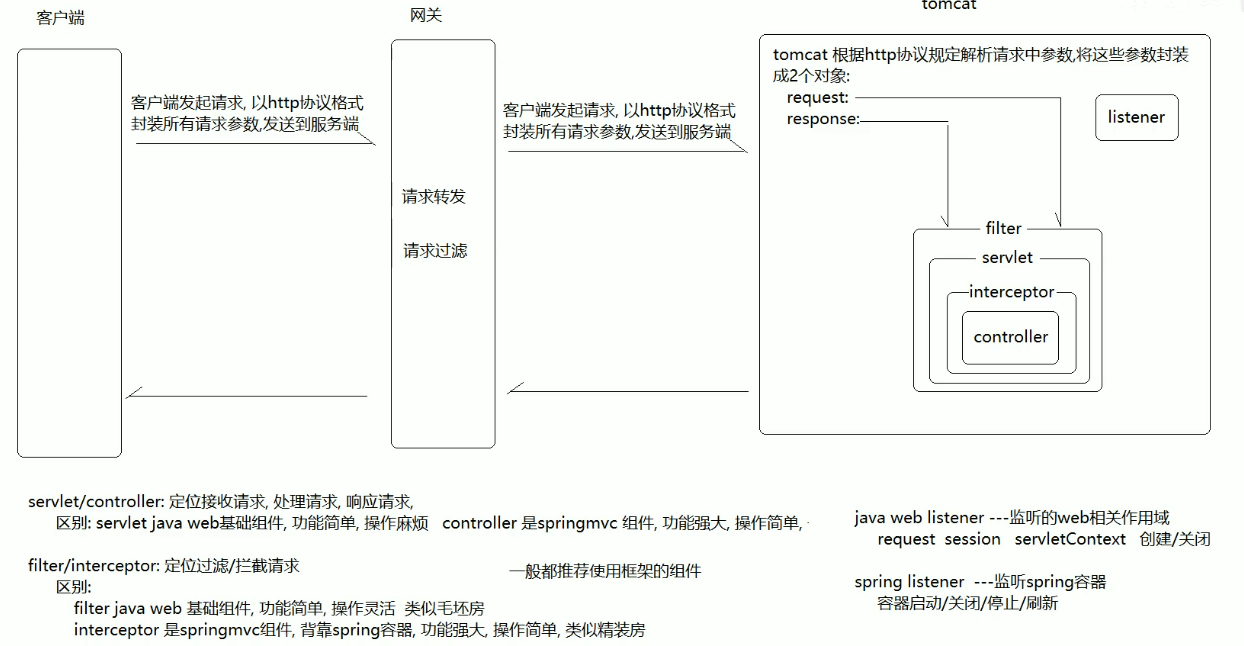 客户端
网关
tomcat
客户端发起请求, 以http协议格式
封装所有请求参数,发送到服务端
请求转发
请求过滤
客户端发起请求, 以http协议格式
封装所有请求参数,发送到服务端
tomcat 根据http协议规定解析请求中参数,将这些参数封装
成2个对象:
request:
response:
listener
filter
servlet
interceptor
controller
servlet/controller: 定位接收请求, 处理请求, 响应请求,
区别: servlet java web基础组件, 功能简单, 操作麻烦 controller 是springmvc 组件, 功能强大, 操作简单,
filter/interceptor: 定位过滤/拦截请求
区别:
filter java web 基础组件, 功能简单, 操作灵活 类似毛坯房
interceptor 是springmvc组件, 背靠spring容器, 功能强大, 操作简单, 类似精装房
一般都推荐使用框架的组件
java web listener ---监听的web相关作用域
request session servletContext 创建/关闭
spring listener ---监听spring容器
容器启动/关闭/停止/刷新